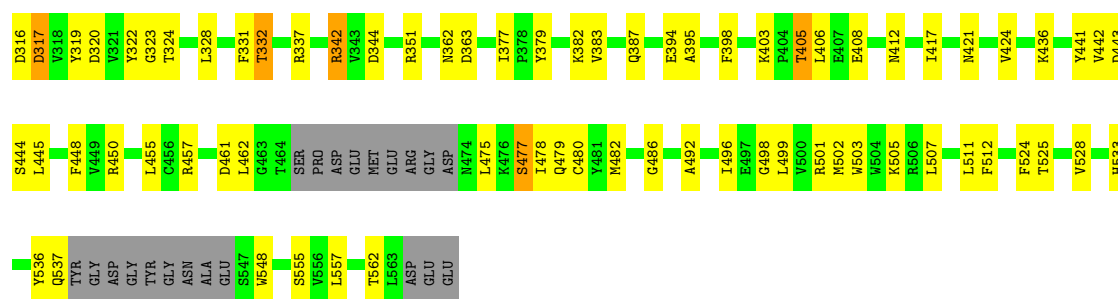 D316 D317 V318 Y319 D320 V321 Y322 G323 T324 L328 F331 T332 R337 R342 V343 D344 R351 N362 D363 I377 P378 Y379 K382 V383 Q387 E394 A395 F398 K403 P404 T405 L406 E407 E408 N412 I417 N421 V424 K436 Y441 V442 D443
S444 L445 F448 V449 R450 L455 C456 R457 D461 L462 G463 T464 SER PRO ASP GLU MET GLU ARG GLY ASP N474 L475 K476 S477 I478 Q479 C480 Y481 M482 G486 A492 I496 E497 G498 L499 V500 R501 M502 W503 W504 K505 R506 L507 L511 F512 F524 T525 V528 H533
Y536 Q537 TYR GLY ASP GLY TYR GLY ASN ALA GLU S547 W548 S555 V556 L557 T562 L563 ASP GLU GLU